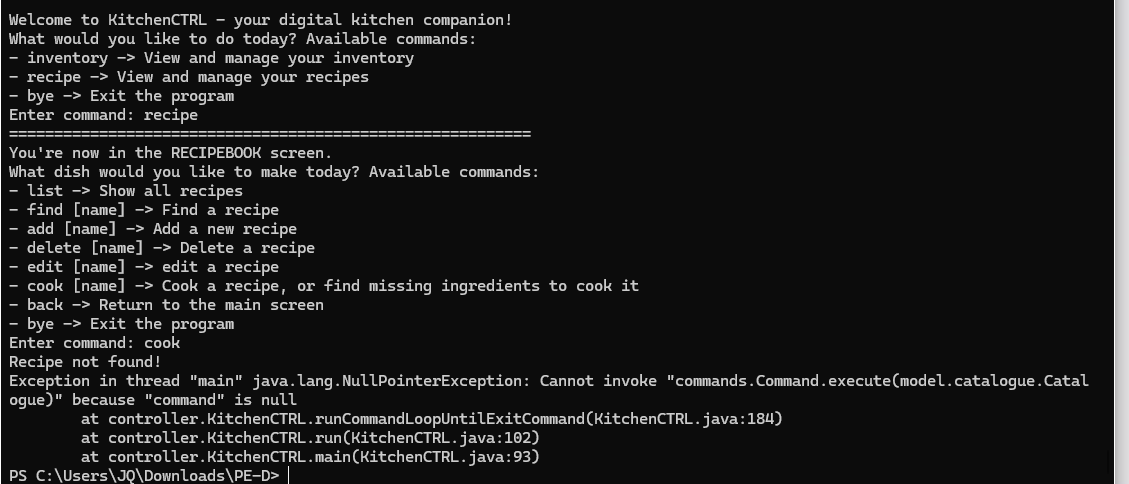 Welcome to KitchenCTRL - your digital kitchen companion!
What would you like to do today? Available commands:
- inventory -> View and manage your inventory
- recipe -> View and manage your recipes
- bye -> Exit the program
Enter command: recipe
==========================================================
You're now in the RECIPEBOOK screen.
What dish would you like to make today? Available commands:
- list -> Show all recipes
- find [name] -> Find a recipe
- add [name] -> Add a new recipe
- delete [name] -> Delete a recipe
- edit [name] -> edit a recipe
- cook [name] -> Cook a recipe, or find missing ingredients to cook it
- back -> Return to the main screen
- bye -> Exit the program
Enter command: cook
Recipe not found!
Exception in thread "main" java.lang.NullPointerException: Cannot invoke "commands.Command.execute(model.catalogue.Catal
ogue)" because "command" is null
        at controller.KitchenCTRL.runCommandLoopUntilExitCommand(KitchenCTRL.java:184)
        at controller.KitchenCTRL.run(KitchenCTRL.java:102)
        at controller.KitchenCTRL.main(KitchenCTRL.java:93)
PS C:\Users\JQ\Downloads\PE-D>